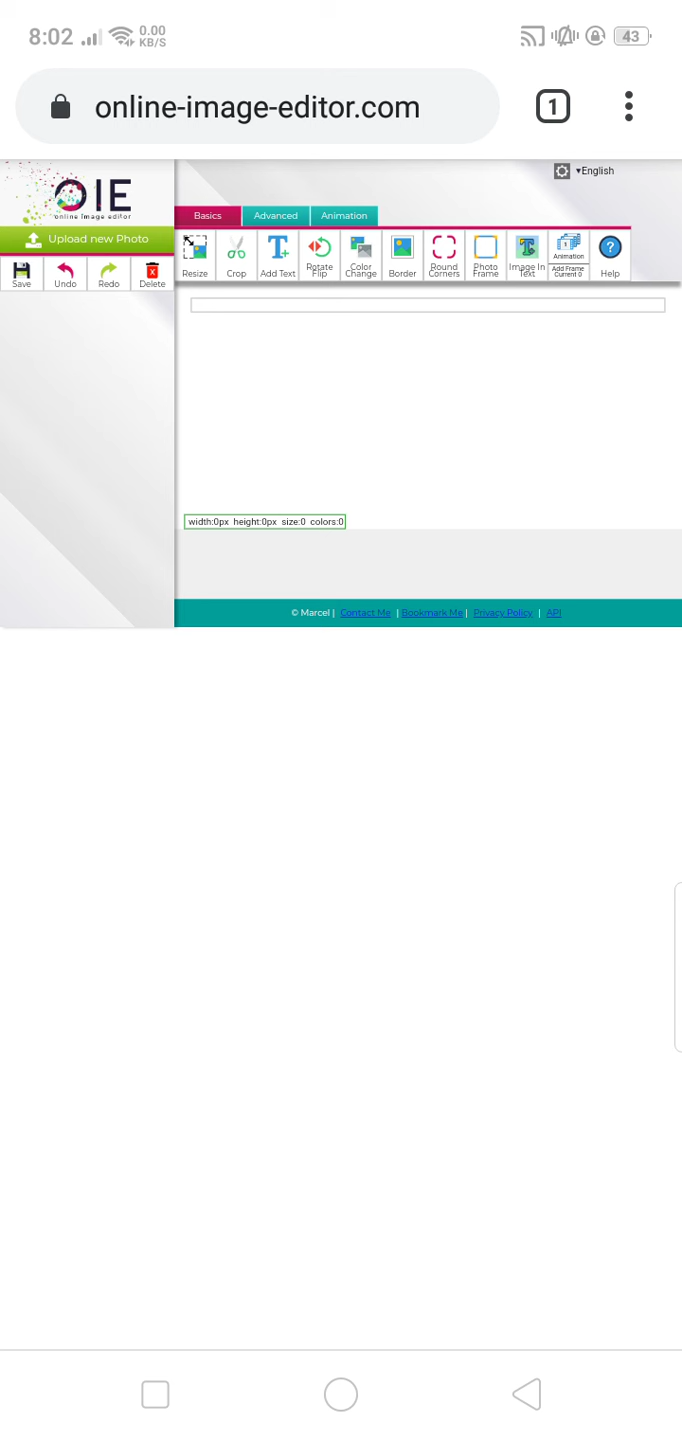 8:02 0.00 KB/S 43
online-image-editor.com 1
OIE
online image editor
▾English
Basics Advanced Animation
Upload new Photo
Resize Crop Add Text Rotate Flip Color Change Border Round Corners Photo Frame Image In Text Animation Add Frame Current 0 Help
Save Undo Redo Delete
width:0px height:0px size:0 colors:0
© Marcel | Contact Me | Bookmark Me | Privacy Policy | API